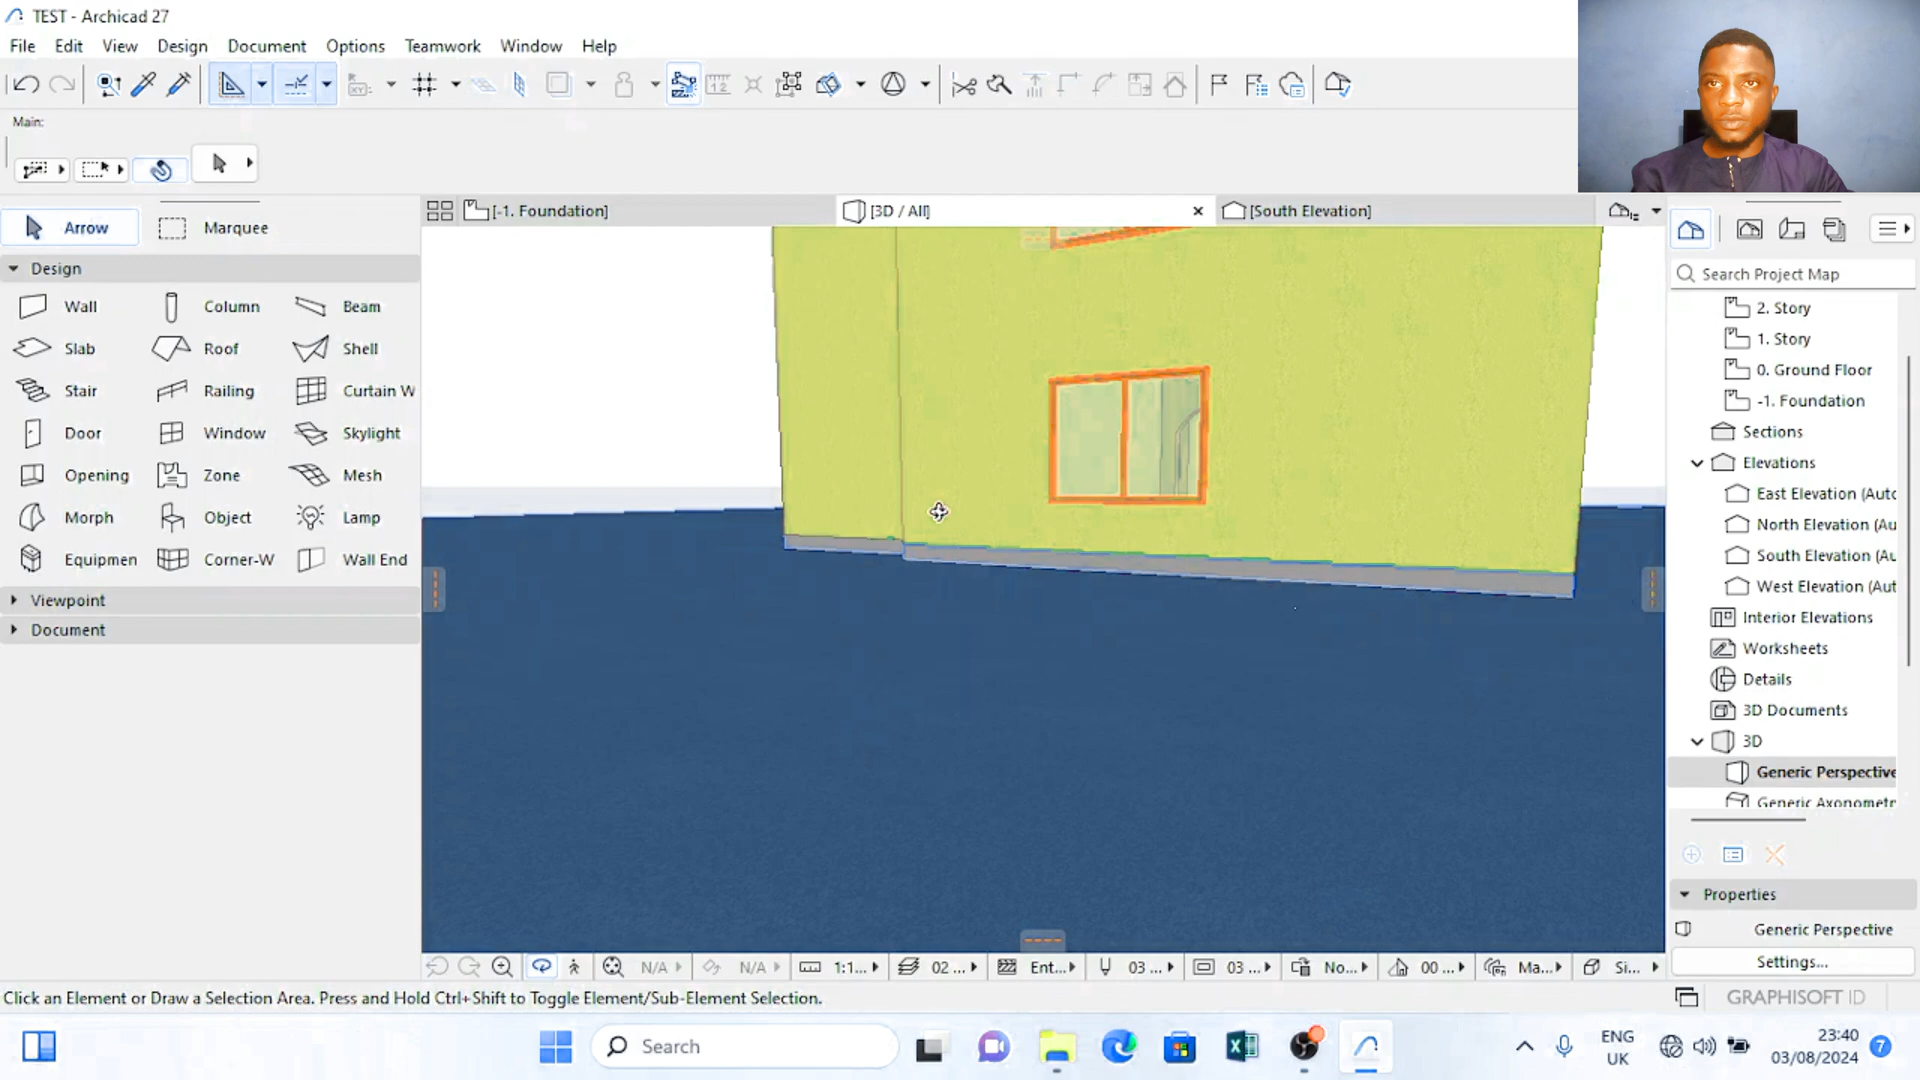 TEST - Archicad 27
File Edit View Design Document Options Teamwork Window Help
Main:
Arrow Marquee
[-1. Foundation] [3D / All] [South Elevation]
Design
Wall Column Beam
Slab Roof Shell
Stair Railing Curtain W
Door Window Skylight
Opening Zone Mesh
Morph Object Lamp
Equipmen Corner-W Wall End
Viewpoint
Document
Search Project Map
2. Story
1. Story
0. Ground Floor
-1. Foundation
Sections
Elevations
East Elevation (Auto
North Elevation (Au
South Elevation (Au
West Elevation (Aut
Interior Elevations
Worksheets
Details
3D Documents
3D
Generic Perspective
Generic Axonometr
Properties
Generic Perspective
Settings...
N/A N/A 1:1... 02 ... Ent... 03 ... 03 ... No... 00 ... Ma... Si...
Click an Element or Draw a Selection Area. Press and Hold Ctrl+Shift to Toggle Element/Sub-Element Selection.
GRAPHISOFT ID
Search
ENG
UK
23:40
03/08/2024
7